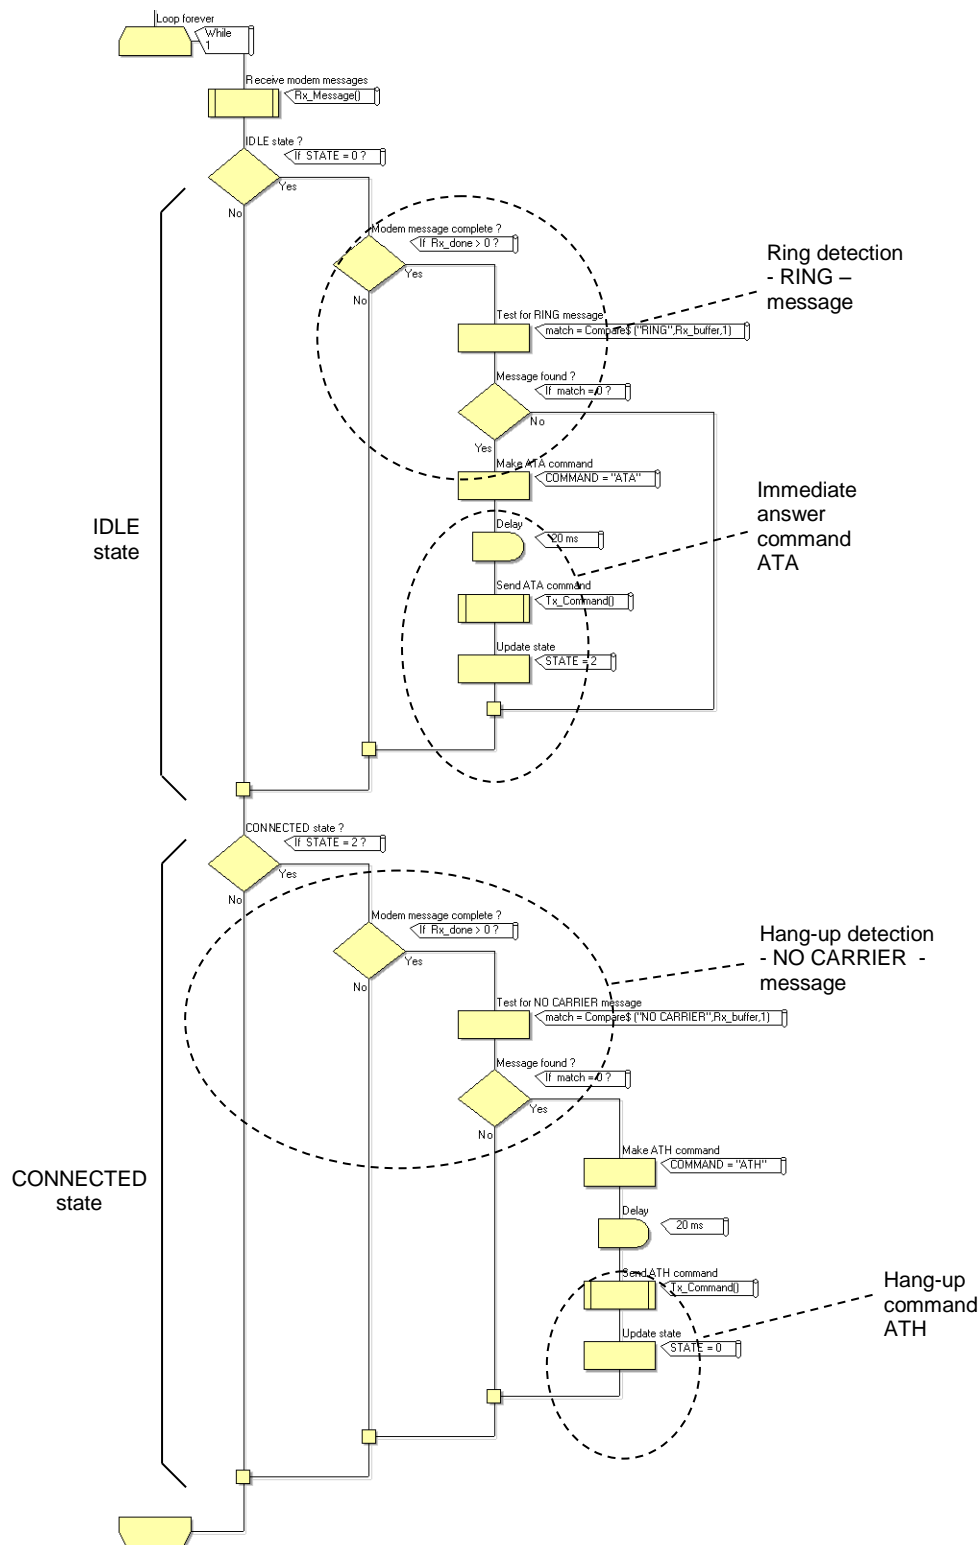 Loop forever
While
1
Receive modem messages
Rx_Message()
IDLE state ?
If STATE = 0 ?
Yes
No
Modem message complete ?
If Rx_done > 0 ?
Yes
No
Ring detection
- RING –
message
Test for RING message
match = Compare$ ("RING",Rx_buffer,1)
Message found ?
If match = 0 ?
No
Yes
Make ATA command
COMMAND = "ATA"
Immediate
answer
command
ATA
IDLE
state
Delay
20 ms
Send ATA command
Tx_Command()
Update state
STATE = 2
CONNECTED state ?
If STATE = 2 ?
Yes
No
Modem message complete ?
If Rx_done > 0 ?
Yes
No
Hang-up detection
- NO CARRIER -
message
Test for NO CARRIER message
match = Compare$ ("NO CARRIER",Rx_buffer,1)
Message found ?
If match = 0 ?
Yes
No
CONNECTED
state
Make ATH command
COMMAND = "ATH"
Delay
20 ms
Send ATH command
Tx_Command()
Hang-up
command
ATH
Update state
STATE = 0